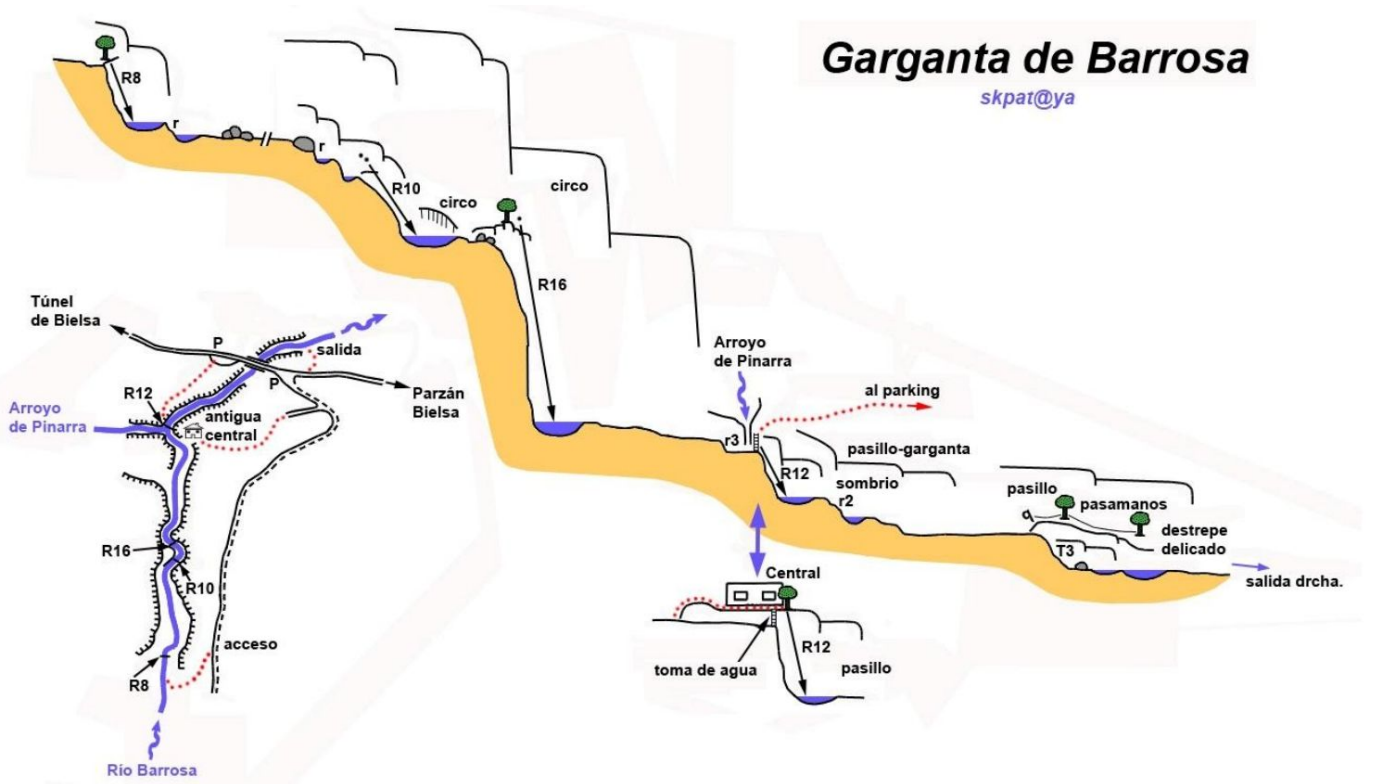 Garganta de Barrosa
skpat@ya
R8
r
r
R10
circo
circo
R16
Arroyo
de Pinarra
al parking
r3
R12
pasillo-garganta
sombrio
r2
pasillo
pasamanos
destrepe
delicado
T3
salida drcha.
Central
toma de agua
R12
pasillo
Túnel
de Bielsa
P
salida
P
R12
Parzán
Bielsa
Arroyo
de Pinarra
antigua
central
R16
R10
acceso
R8
Río Barrosa